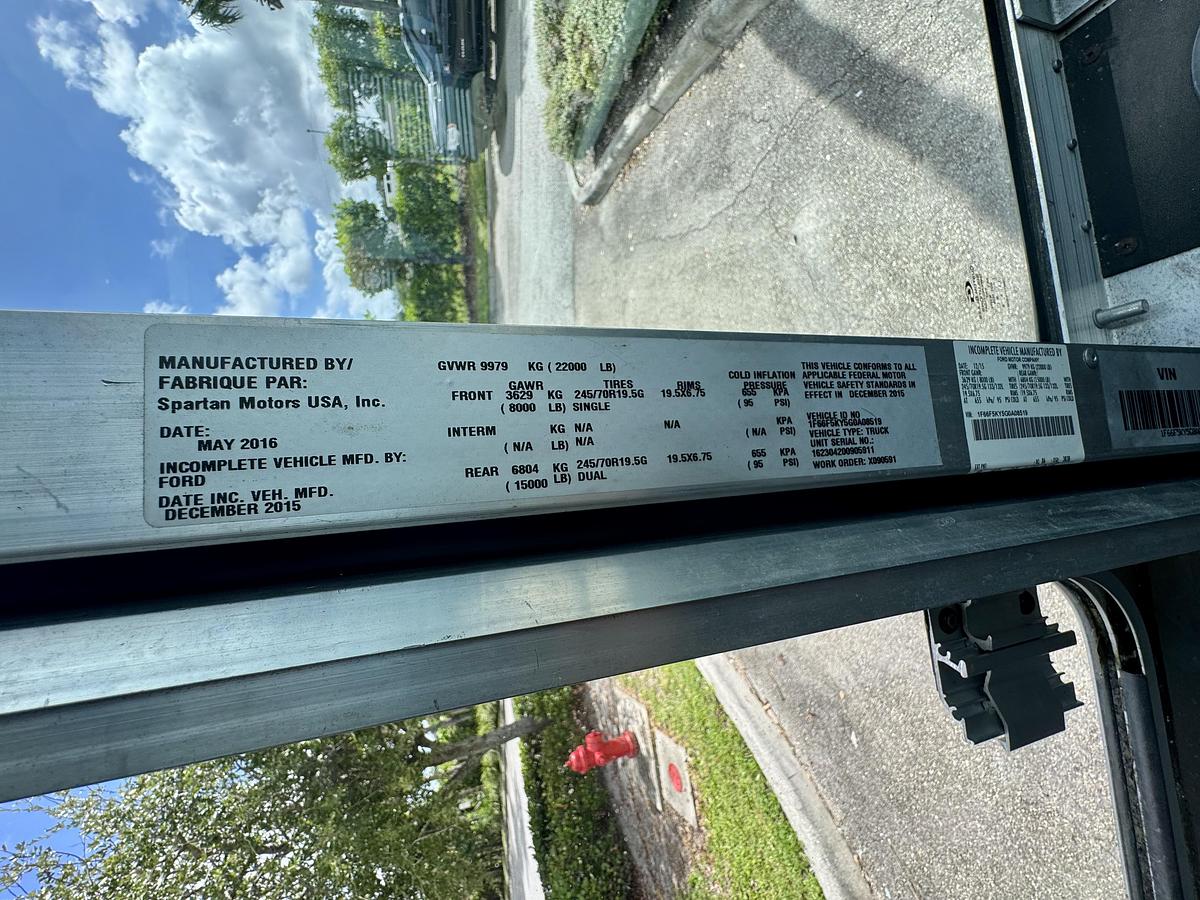 MANUFACTURED BY/
FABRIQUE PAR:
Spartan Motors USA, Inc.
DATE:
MAY 2016
INCOMPLETE VEHICLE MFD. BY:
FORD
DATE INC. VEH. MFD.
DECEMBER 2015
GVWR 9979 KG ( 22000 LB)
GAWR TIRES RIMS COLD INFLATION PRESSURE
FRONT 3629 KG 245/70R19.5G 19.5X6.75 655 KPA
( 8000 LB) SINGLE ( 95 PSI)
INTERM KG N/A N/A KPA
( N/A LB) N/A ( N/A PSI)
REAR 6804 KG 245/70R19.5G 19.5X6.75 655 KPA
( 15000 LB) DUAL ( 95 PSI)
THIS VEHICLE CONFORMS TO ALL
APPLICABLE FEDERAL MOTOR
VEHICLE SAFETY STANDARDS IN
EFFECT IN DECEMBER 2015
VEHICLE ID NO
1F66F5KY5G0A08519
VEHICLE TYPE: TRUCK
UNIT SERIAL NO.:
162304200905911
WORK ORDER: X090591
INCOMPLETE VEHICLE MANUFACTURED BY
FORD MOTOR COMPANY
VIN: 1F66F5KY5G0A08519
VIN